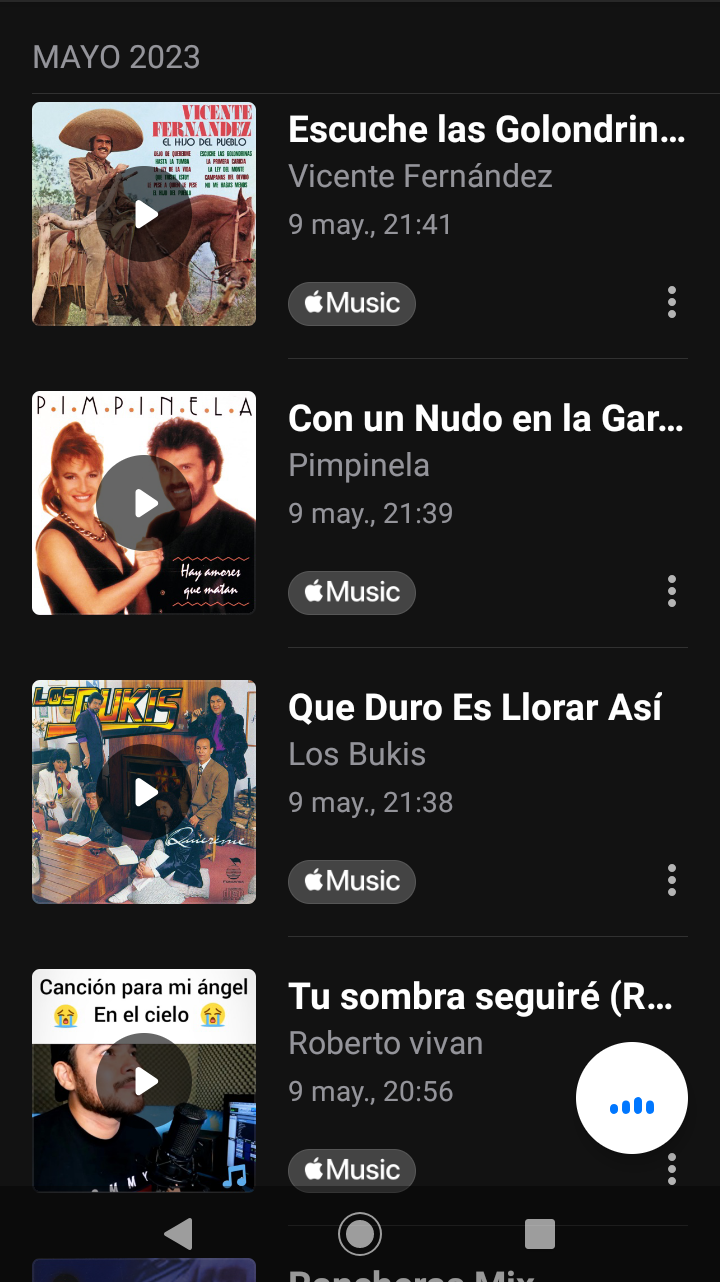 MAYO 2023
VICENTE
FERNANDEZ
EL HIJO DEL PUEBLO
Escuche las Golondrin...
Vicente Fernández
9 may., 21:41
Music
P·I·M·P·I·N·E·L·A
Hay amores
que matan
Con un Nudo en la Gar...
Pimpinela
9 may., 21:39
Music
LOS BUKIS
Quiéreme
Que Duro Es Llorar Así
Los Bukis
9 may., 21:38
Music
Canción para mi ángel
😭 En el cielo 😭
Tu sombra seguiré (R...
Roberto vivan
9 may., 20:56
Music
Rancheras Mix